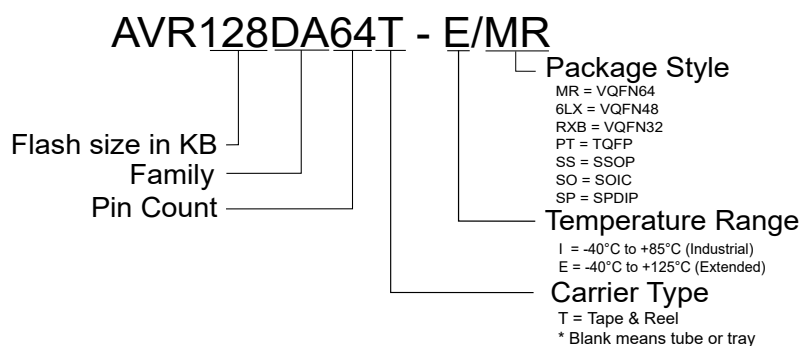 AVR128DA64T - E/MR
Package Style
MR = VQFN64
6LX = VQFN48
RXB = VQFN32
PT = TQFP
SS = SSOP
SO = SOIC
SP = SPDIP
Flash size in KB
Family
Pin Count
Temperature Range
I = -40°C to +85°C (Industrial)
E = -40°C to +125°C (Extended)
Carrier Type
T = Tape & Reel
* Blank means tube or tray